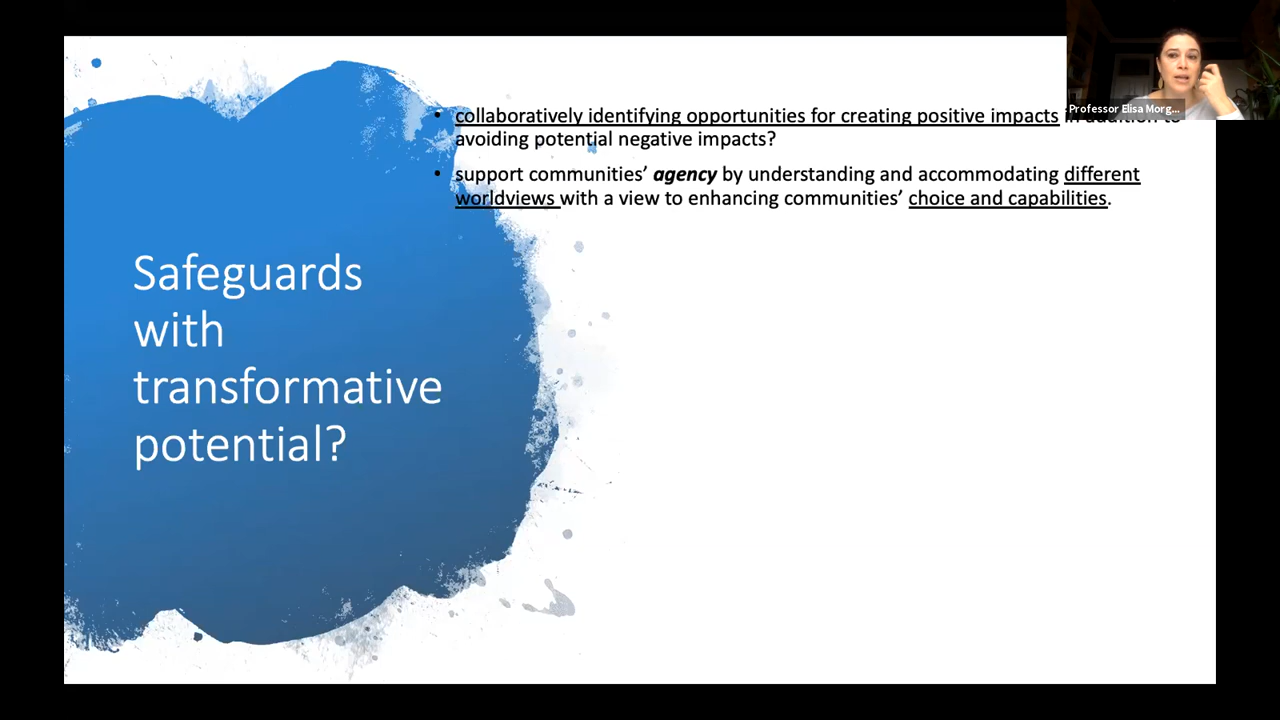 Professor Elisa Morg...
• collaboratively identifying opportunities for creating positive impacts in addition to
avoiding potential negative impacts?
• support communities’ agency by understanding and accommodating different
worldviews with a view to enhancing communities’ choice and capabilities.
Safeguards
with
transformative
potential?